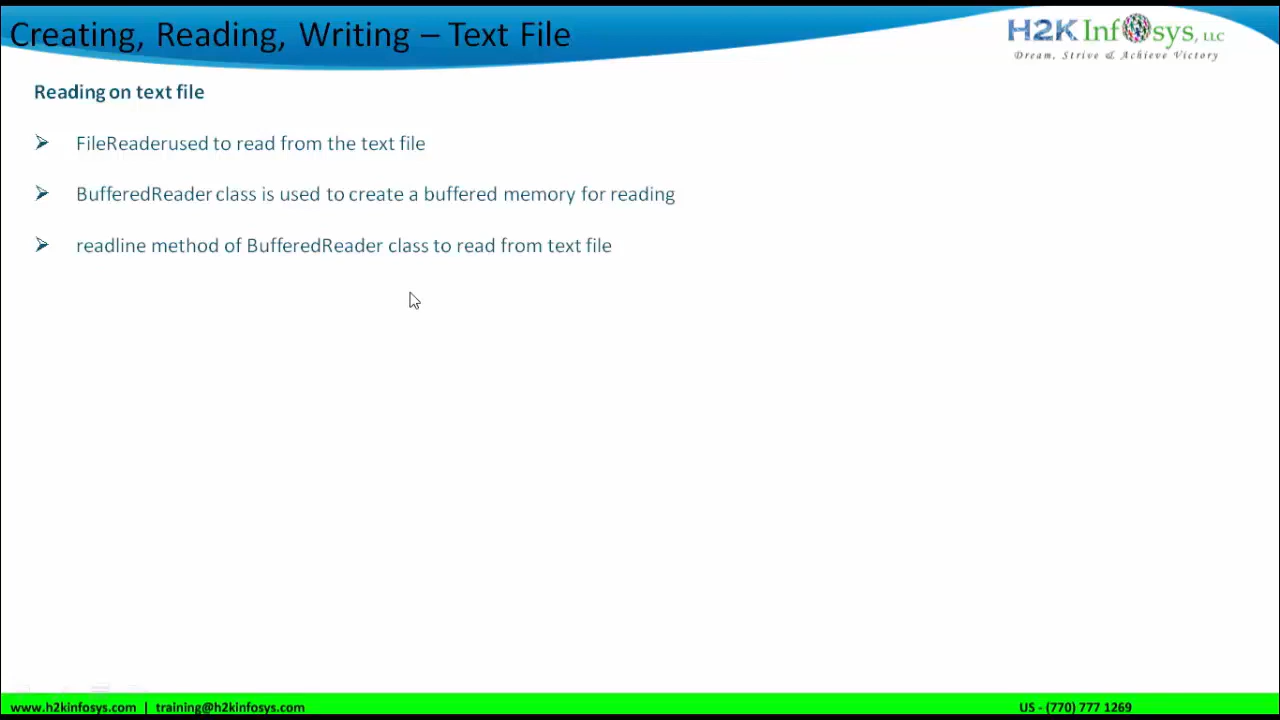 Creating, Reading, Writing – Text File
H2K Infosys, LLC
Dream, Strive & Achieve Victory
Reading on text file
FileReaderused to read from the text file
BufferedReader class is used to create a buffered memory for reading
readline method of BufferedReader class to read from text file
www.h2kinfosys.com | training@h2kinfosys.com
US - (770) 777 1269